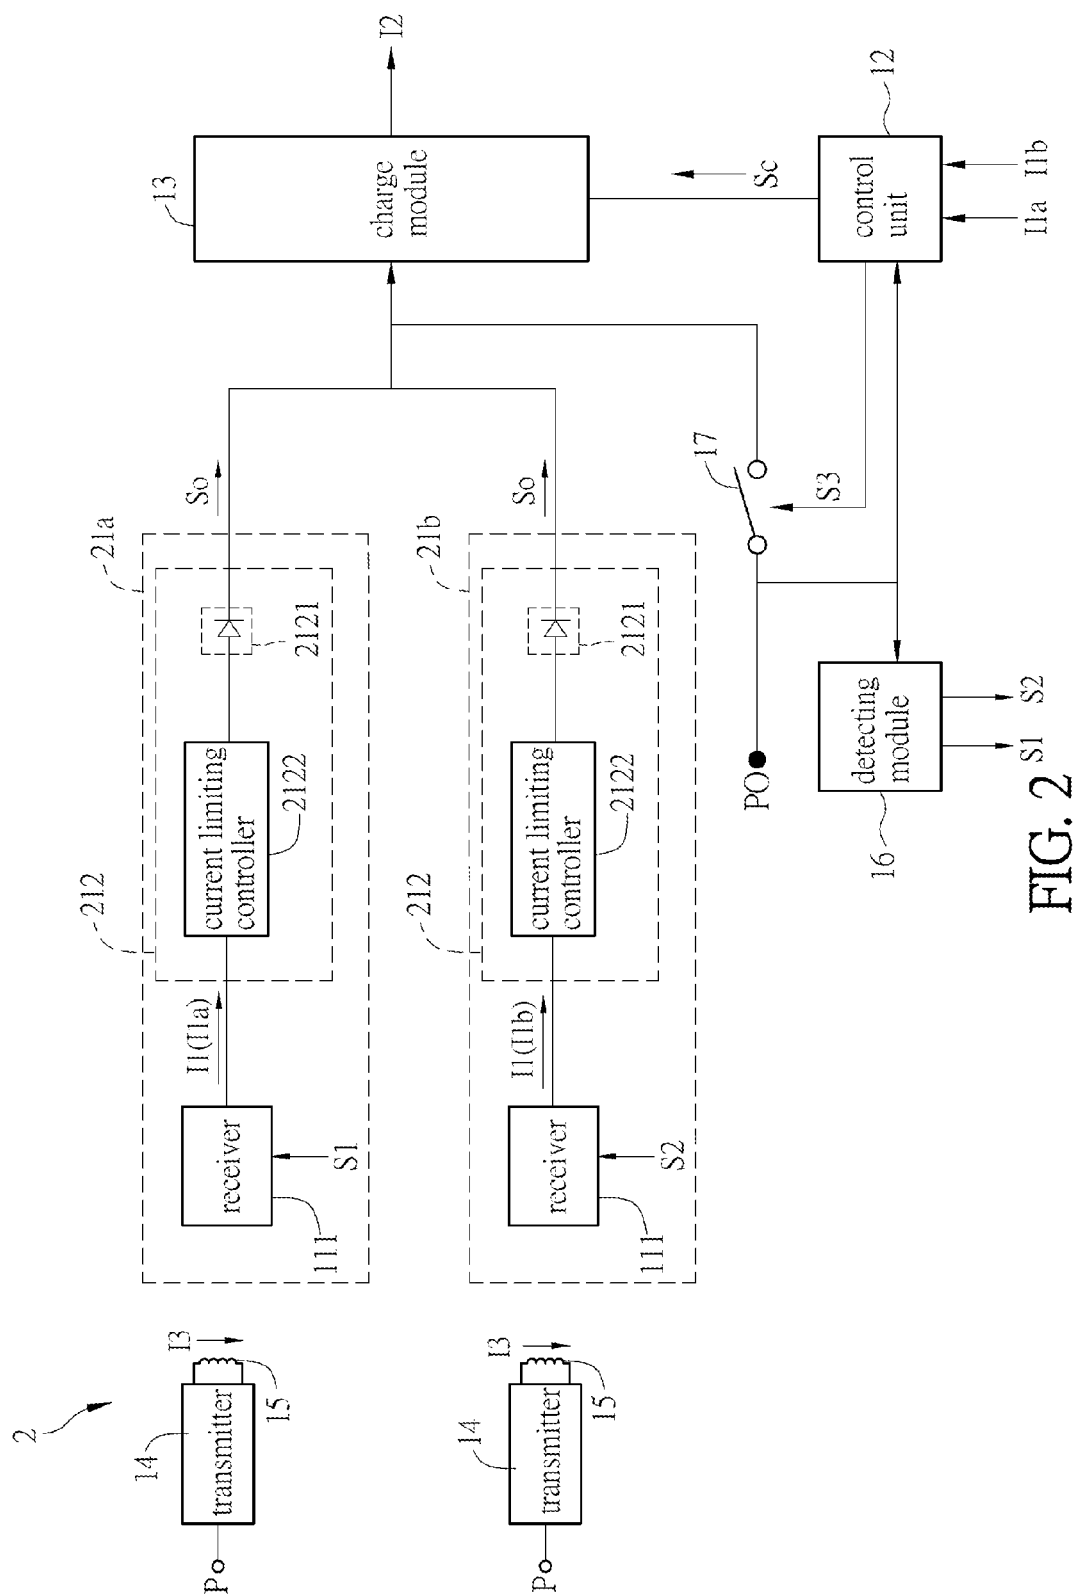 2
P
transmitter
14
15
I3
receiver
111
S1
I1(I1a)
212
current limiting
controller
2122
2121
21a
So
P
transmitter
14
15
I3
receiver
111
S2
I1(I1b)
212
current limiting
controller
2122
2121
21b
So
13
charge
module
I2
Sc
12
control
unit
I1a
I1b
17
S3
PO
16
detecting
module
S1
S2
FIG. 2